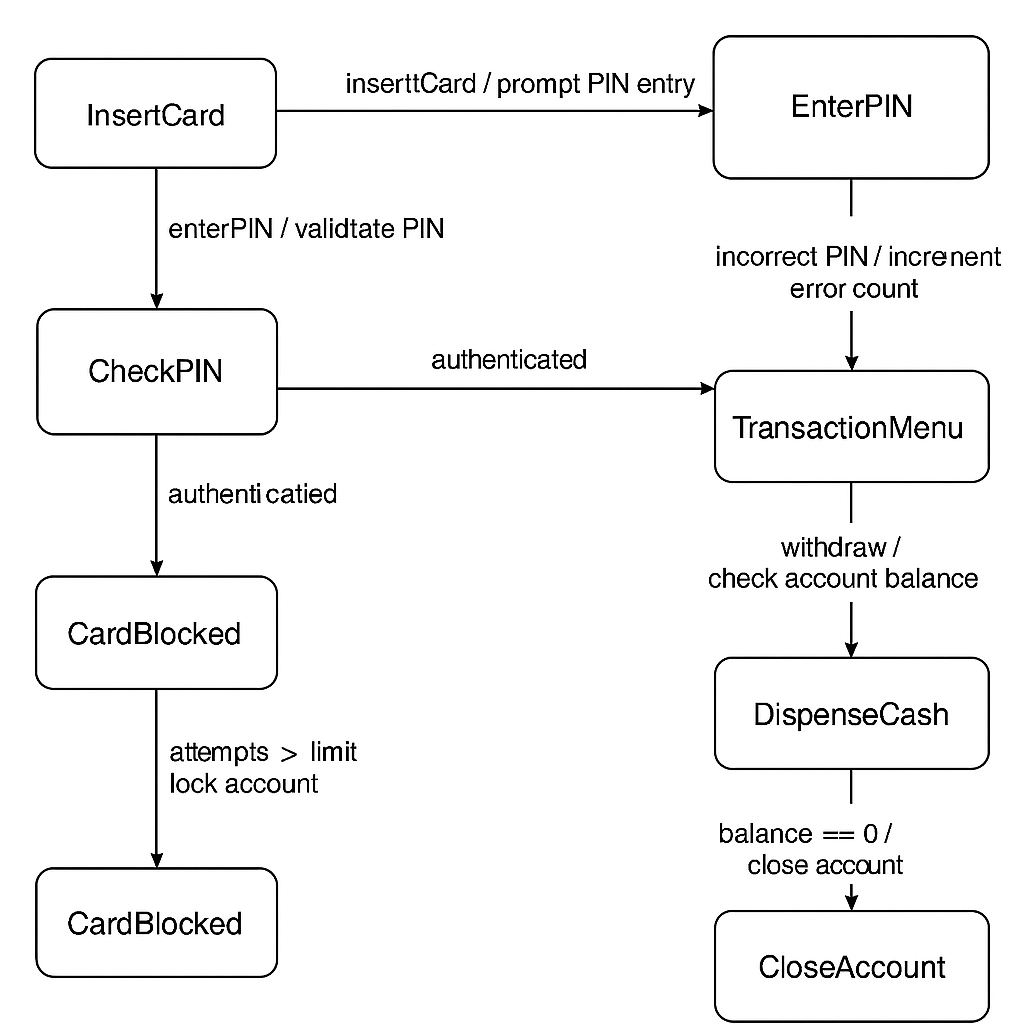 InsertCard
inserttCard / prompt PIN entry
EnterPIN
enterPIN / validtate PIN
incorrect PIN / increnent
error count
CheckPIN
authenticated
TransactionMenu
authenti catied
withdraw /
check account balance
CardBlocked
DispenseCash
attempts > limit
lock account
balance == 0 /
close account
CardBlocked
CloseAccount